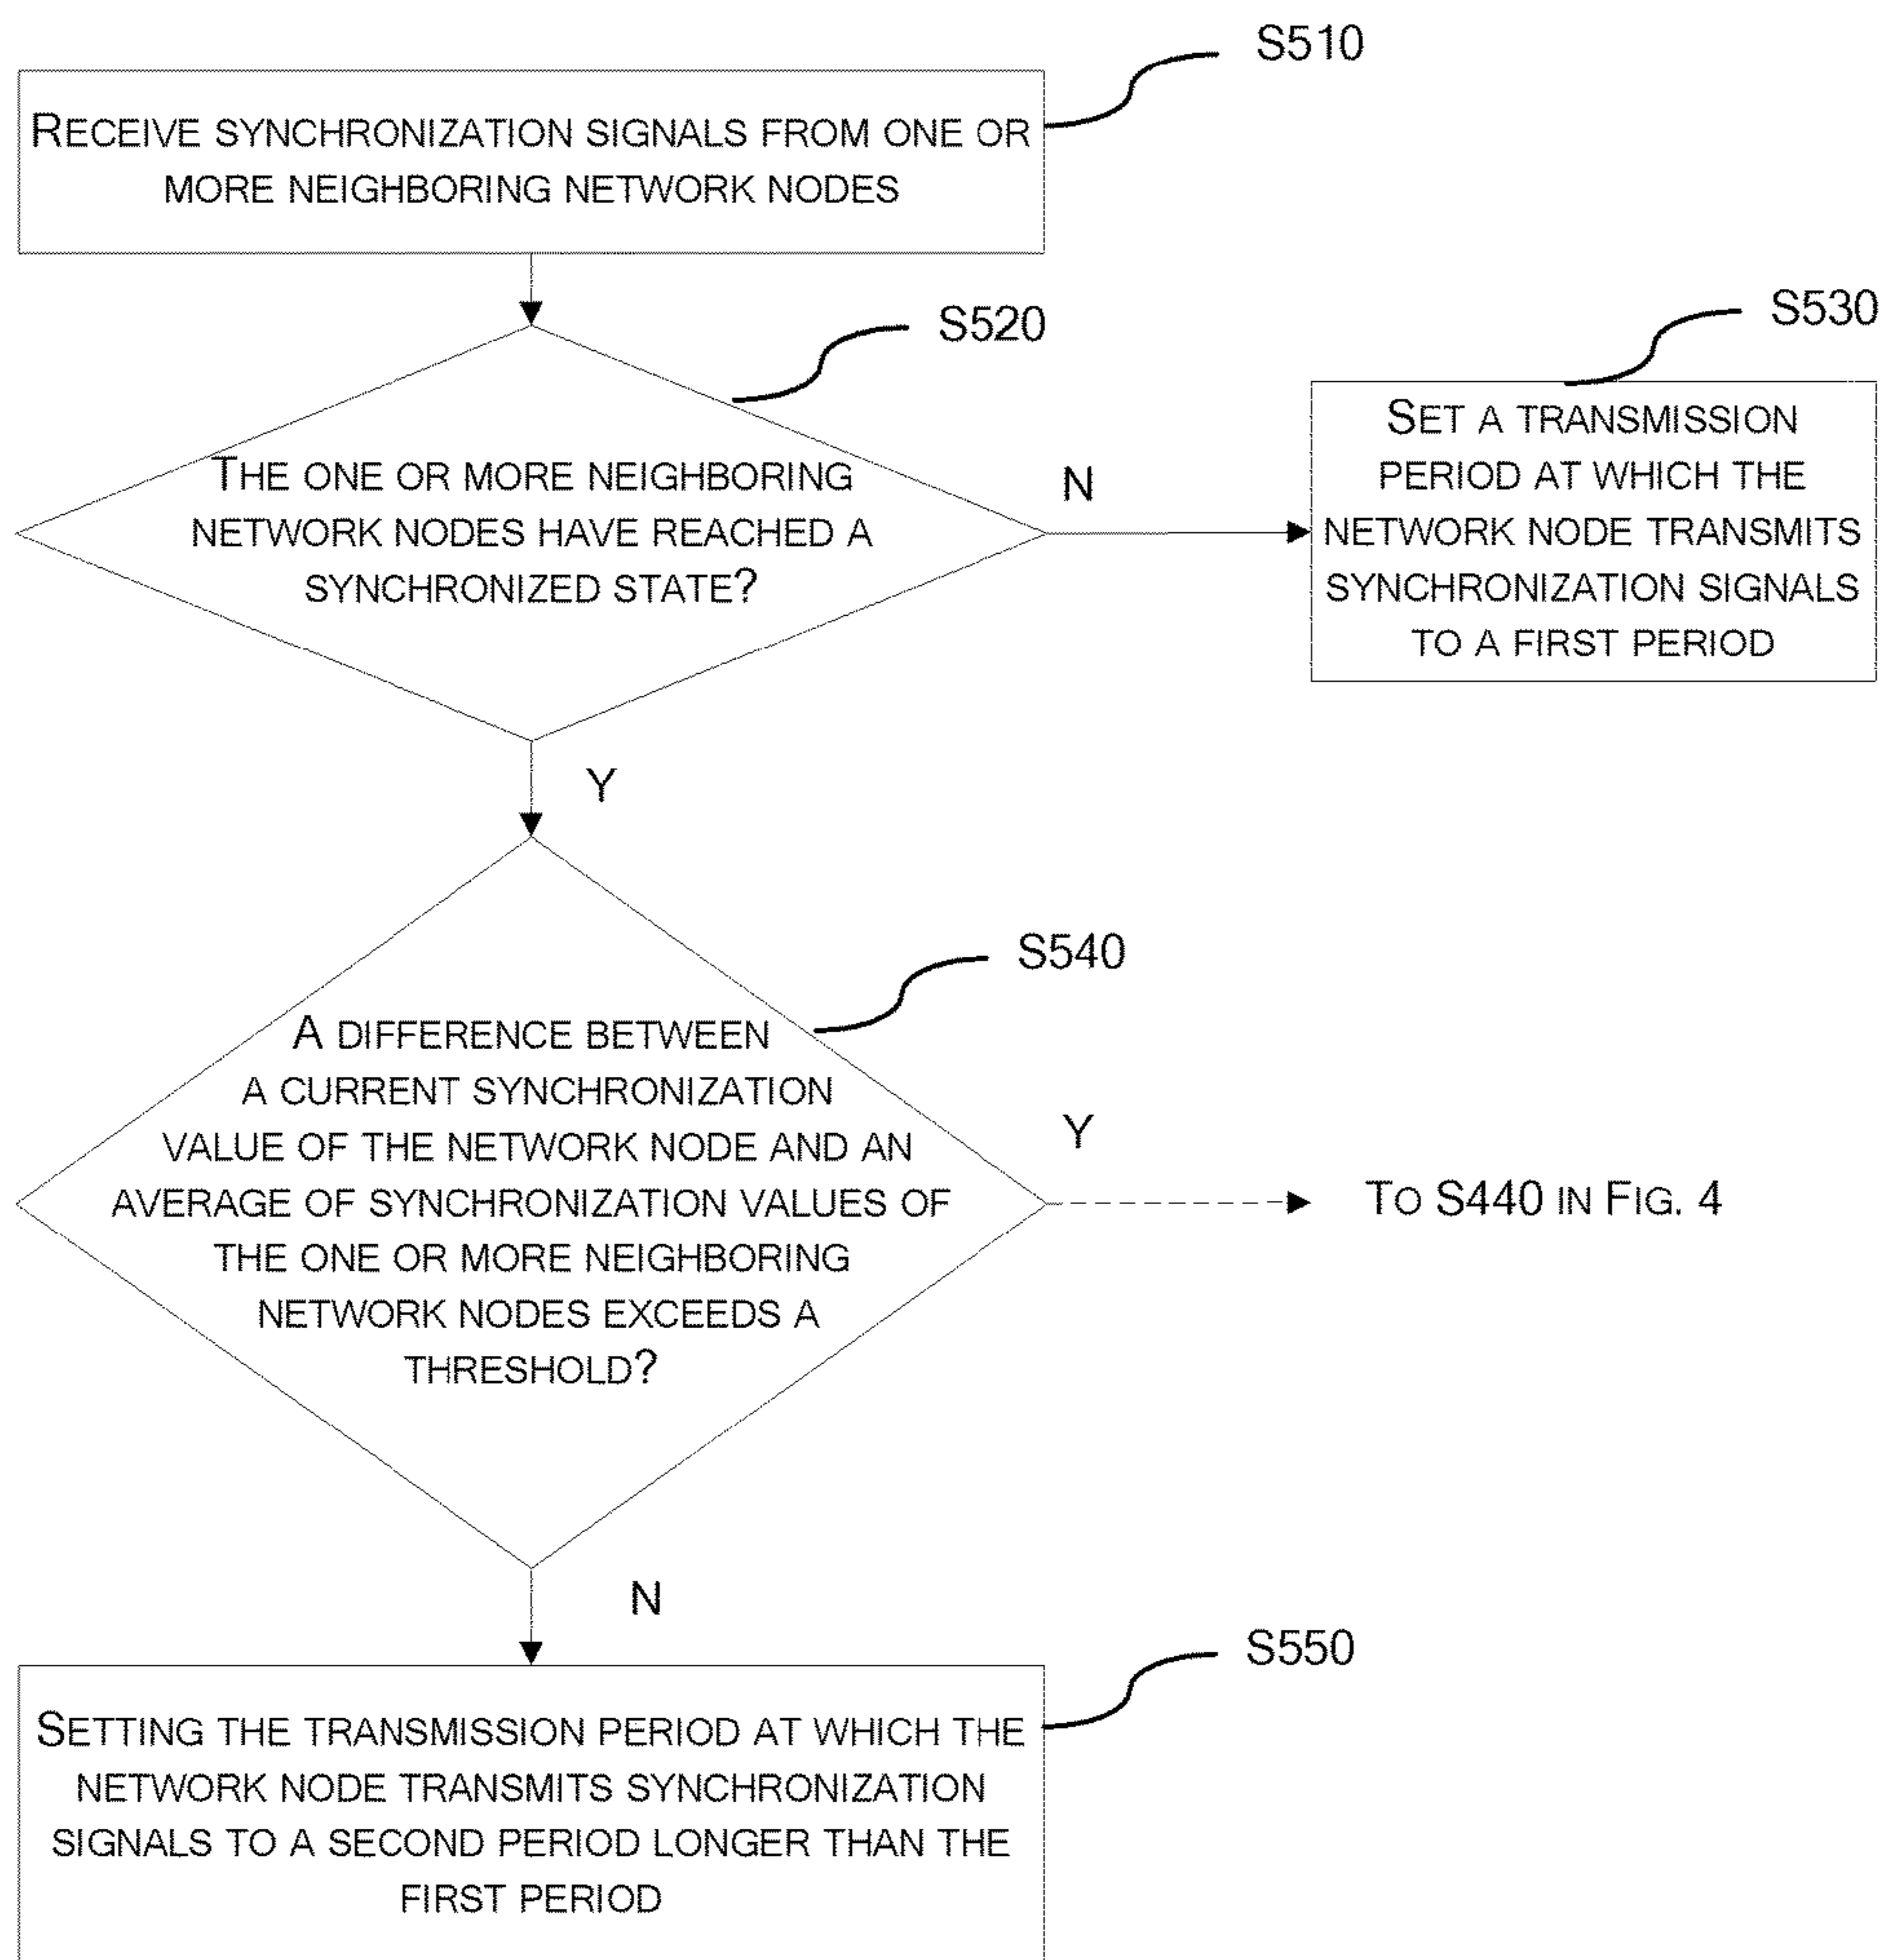 S510
RECEIVE SYNCHRONIZATION SIGNALS FROM ONE OR
MORE NEIGHBORING NETWORK NODES
S520
S530
THE ONE OR MORE NEIGHBORING
NETWORK NODES HAVE REACHED A
SYNCHRONIZED STATE?
N
SET A TRANSMISSION
PERIOD AT WHICH THE
NETWORK NODE TRANSMITS
SYNCHRONIZATION SIGNALS
TO A FIRST PERIOD
Y
S540
A DIFFERENCE BETWEEN
A CURRENT SYNCHRONIZATION
VALUE OF THE NETWORK NODE AND AN
AVERAGE OF SYNCHRONIZATION VALUES OF
THE ONE OR MORE NEIGHBORING
NETWORK NODES EXCEEDS A
THRESHOLD?
Y
TO S440 IN FIG. 4
N
S550
SETTING THE TRANSMISSION PERIOD AT WHICH THE
NETWORK NODE TRANSMITS SYNCHRONIZATION
SIGNALS TO A SECOND PERIOD LONGER THAN THE
FIRST PERIOD